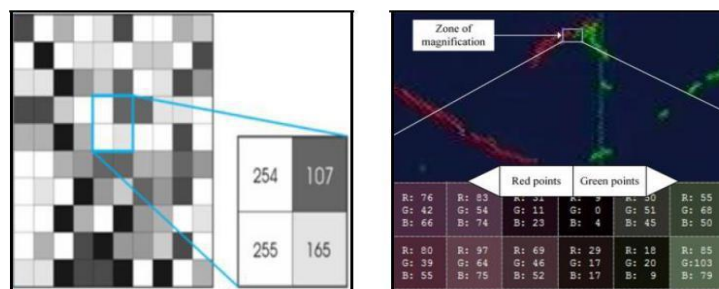 254 107
255 165
Zone of
magnification
Red points Green points
R: 76 R: 83 R: R: R: R: 55
G: 42 G: 54 G: 11 G: 0 G: 51 G: 68
B: 66 B: 74 B: 23 B: 4 B: 45 B: 50
R: 80 R: 97 R: 69 R: 29 R: 18 R: 85
G: 39 G: 64 G: 46 G: 17 G: 20 G:103
B: 55 B: 75 B: 52 B: 17 B: 9 B: 79